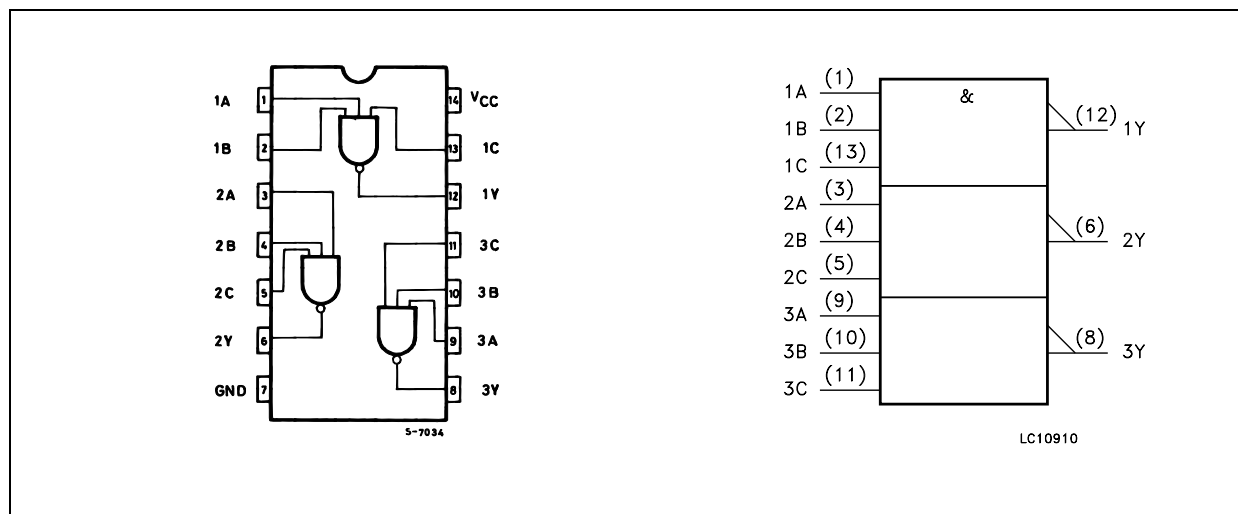 1A 1 14 VCC
1B 2 13 1C
2A 3 12 1Y
2B 4 11 3C
2C 5 10 3B
2Y 6 9 3A
GND 7 8 3Y
S-7034
&
1A (1)
1B (2)
1C (13)
2A (3)
2B (4)
2C (5)
3A (9)
3B (10)
3C (11)
(12) 1Y
(6) 2Y
(8) 3Y
LC10910